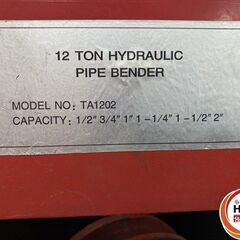 12 TON HYDRAULIC
PIPE BENDER
MODEL NO: TA1202
CAPACITY: 1/2" 3/4" 1" 1-1/4" 1-1/2" 2"